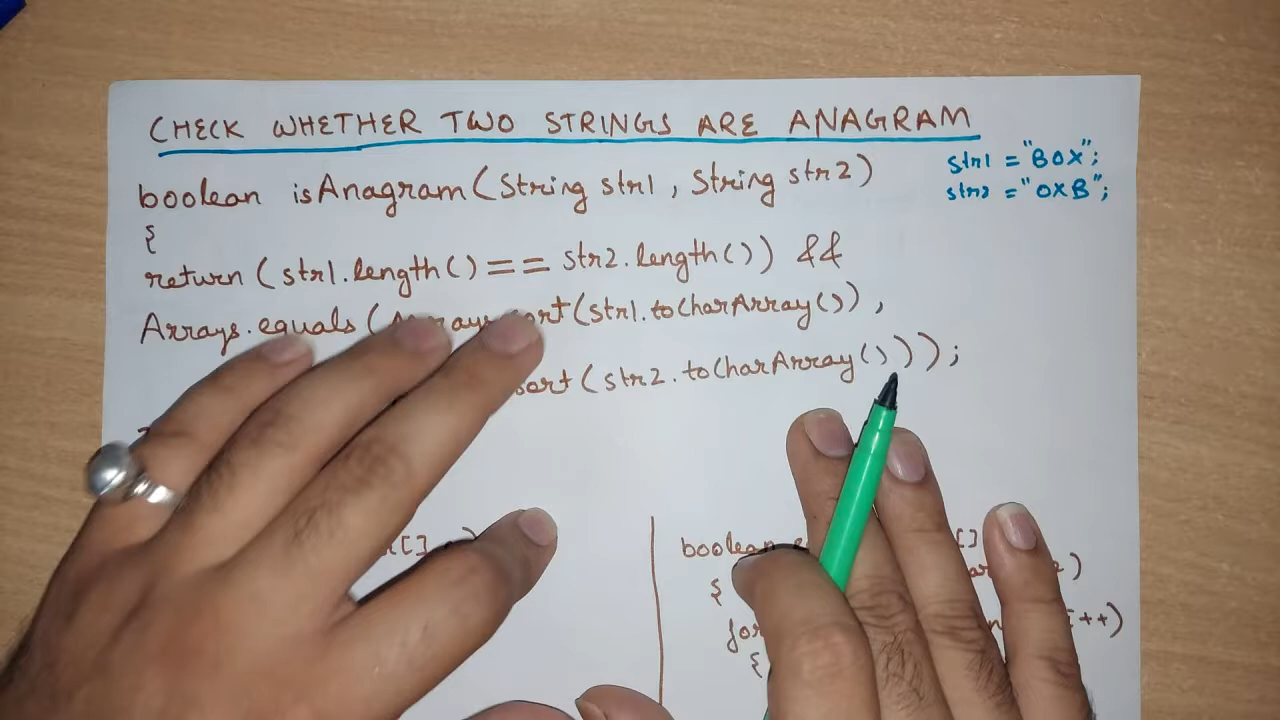 CHECK WHETHER TWO STRINGS ARE ANAGRAM
str1 = "BOX";
str2 = "OXB";
boolean isAnagram(String str1, String str2)
{
return (str1.length() == str2.length()) &&
Arrays.equals(Arrays.sort(str1.toCharArray()),
sort(str2.toCharArray()));
boolean
{
for
{